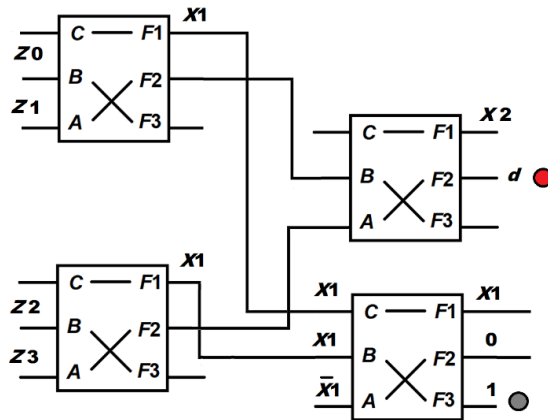 X1
C F1
Z0
B F2
Z1
A F3
X2
C F1
B F2 d
A F3
X1
C F1
Z2
B F2
Z3
A F3
X1 C F1 X1
X1 B F2 0
X̄1 A F3 1